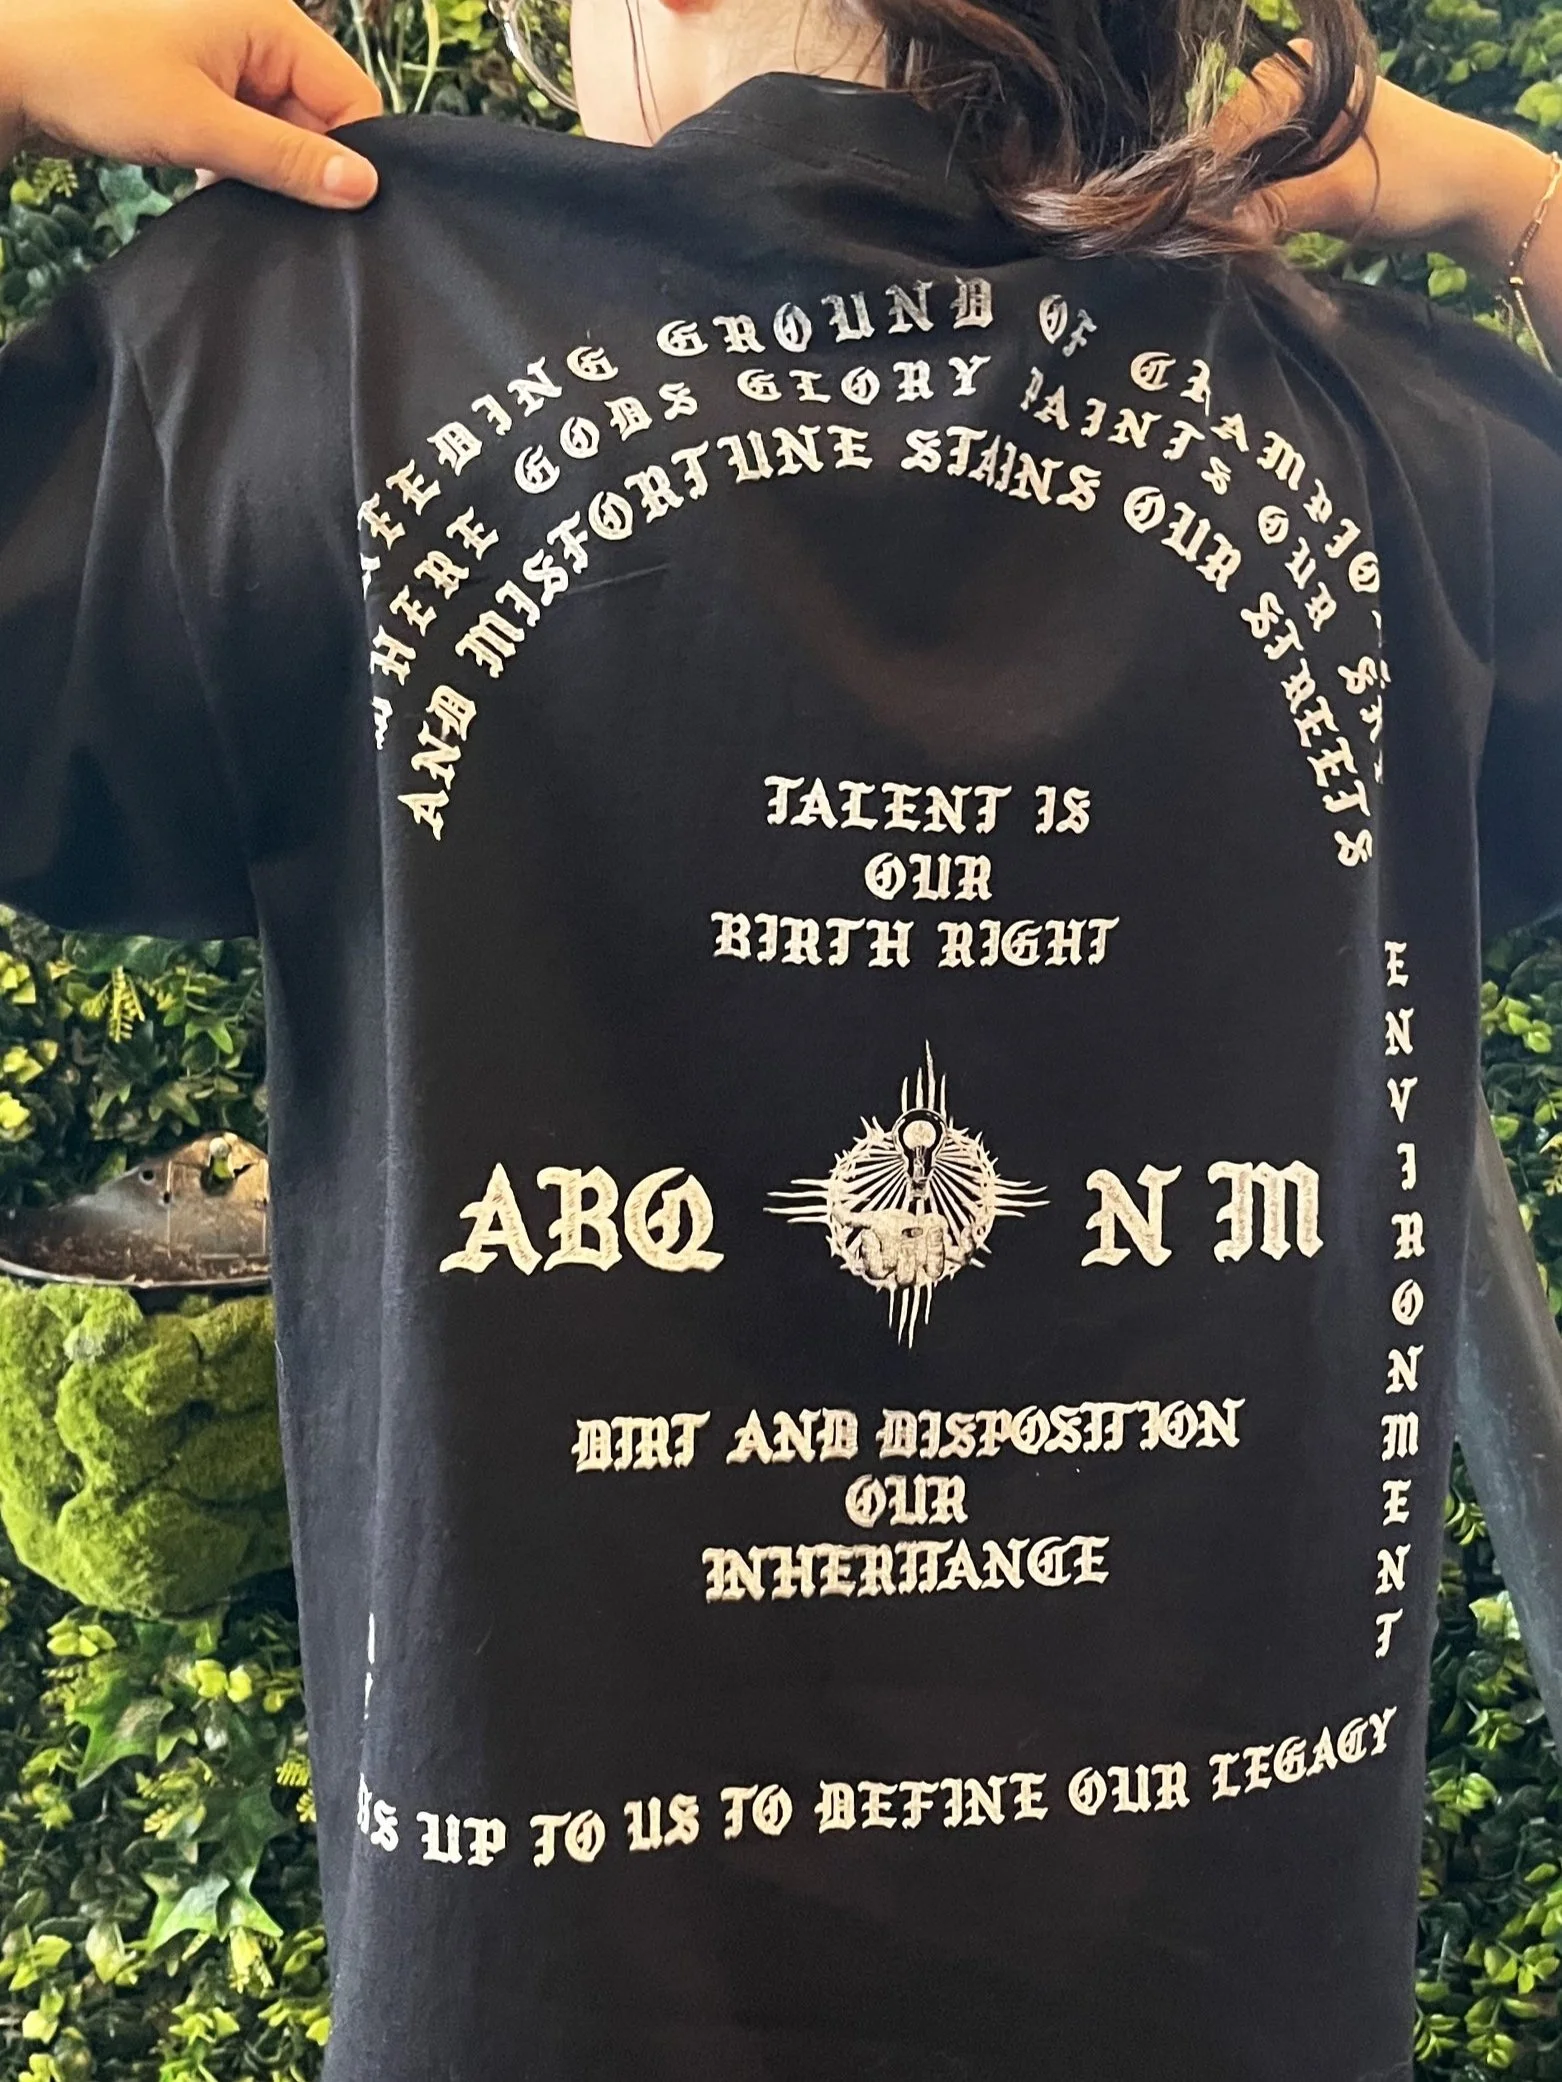 GROUND OF
GODS GLORY PAINTS OUR
AND MISFORTUNE STAINS OUR STREETS
TALENT IS
OUR
BIRTH RIGHT
ABQ NM
ENVIRONMENT
DIRT AND DISPOSITION
OUR
INHERITANCE
UP TO US TO DEFINE OUR LEGACY